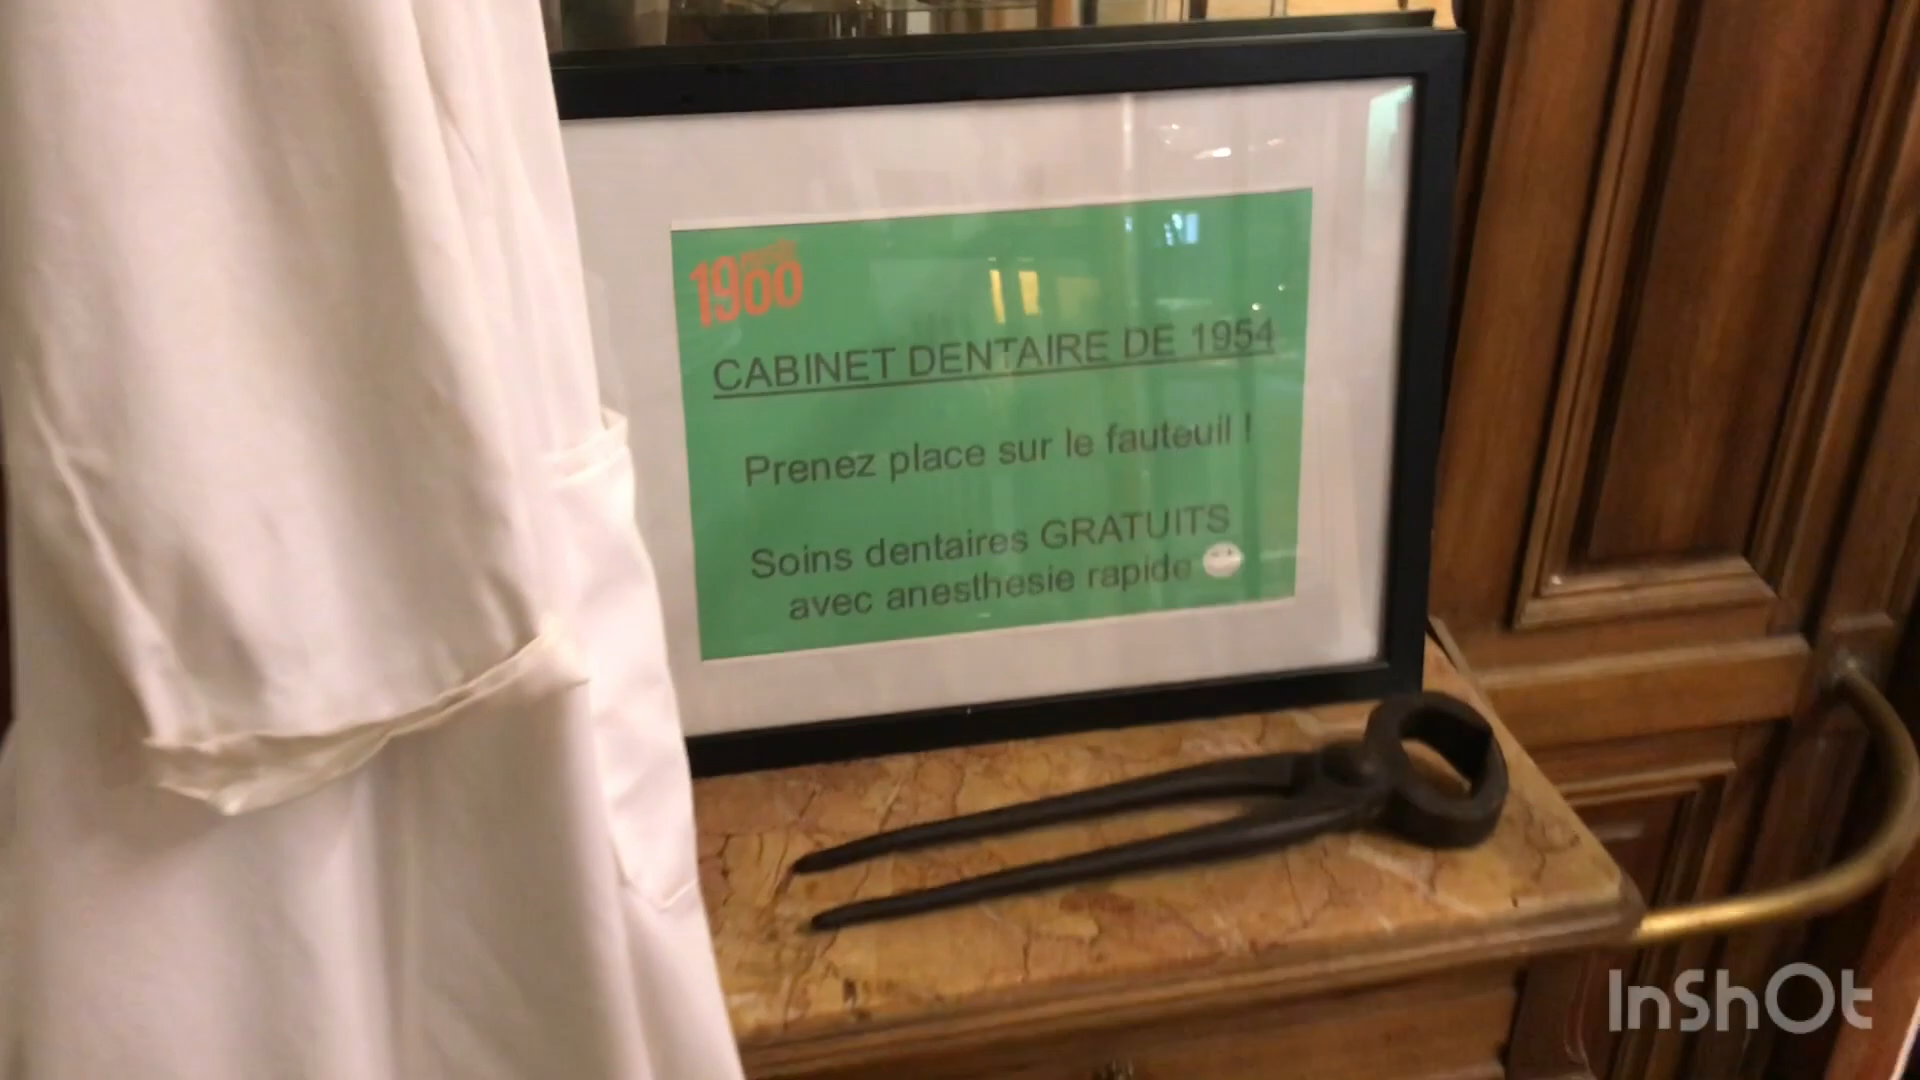 1900
CABINET DENTAIRE DE 1954
Prenez place sur le fauteuil !
Soins dentaires GRATUITS
avec anesthesie rapide
InShOt